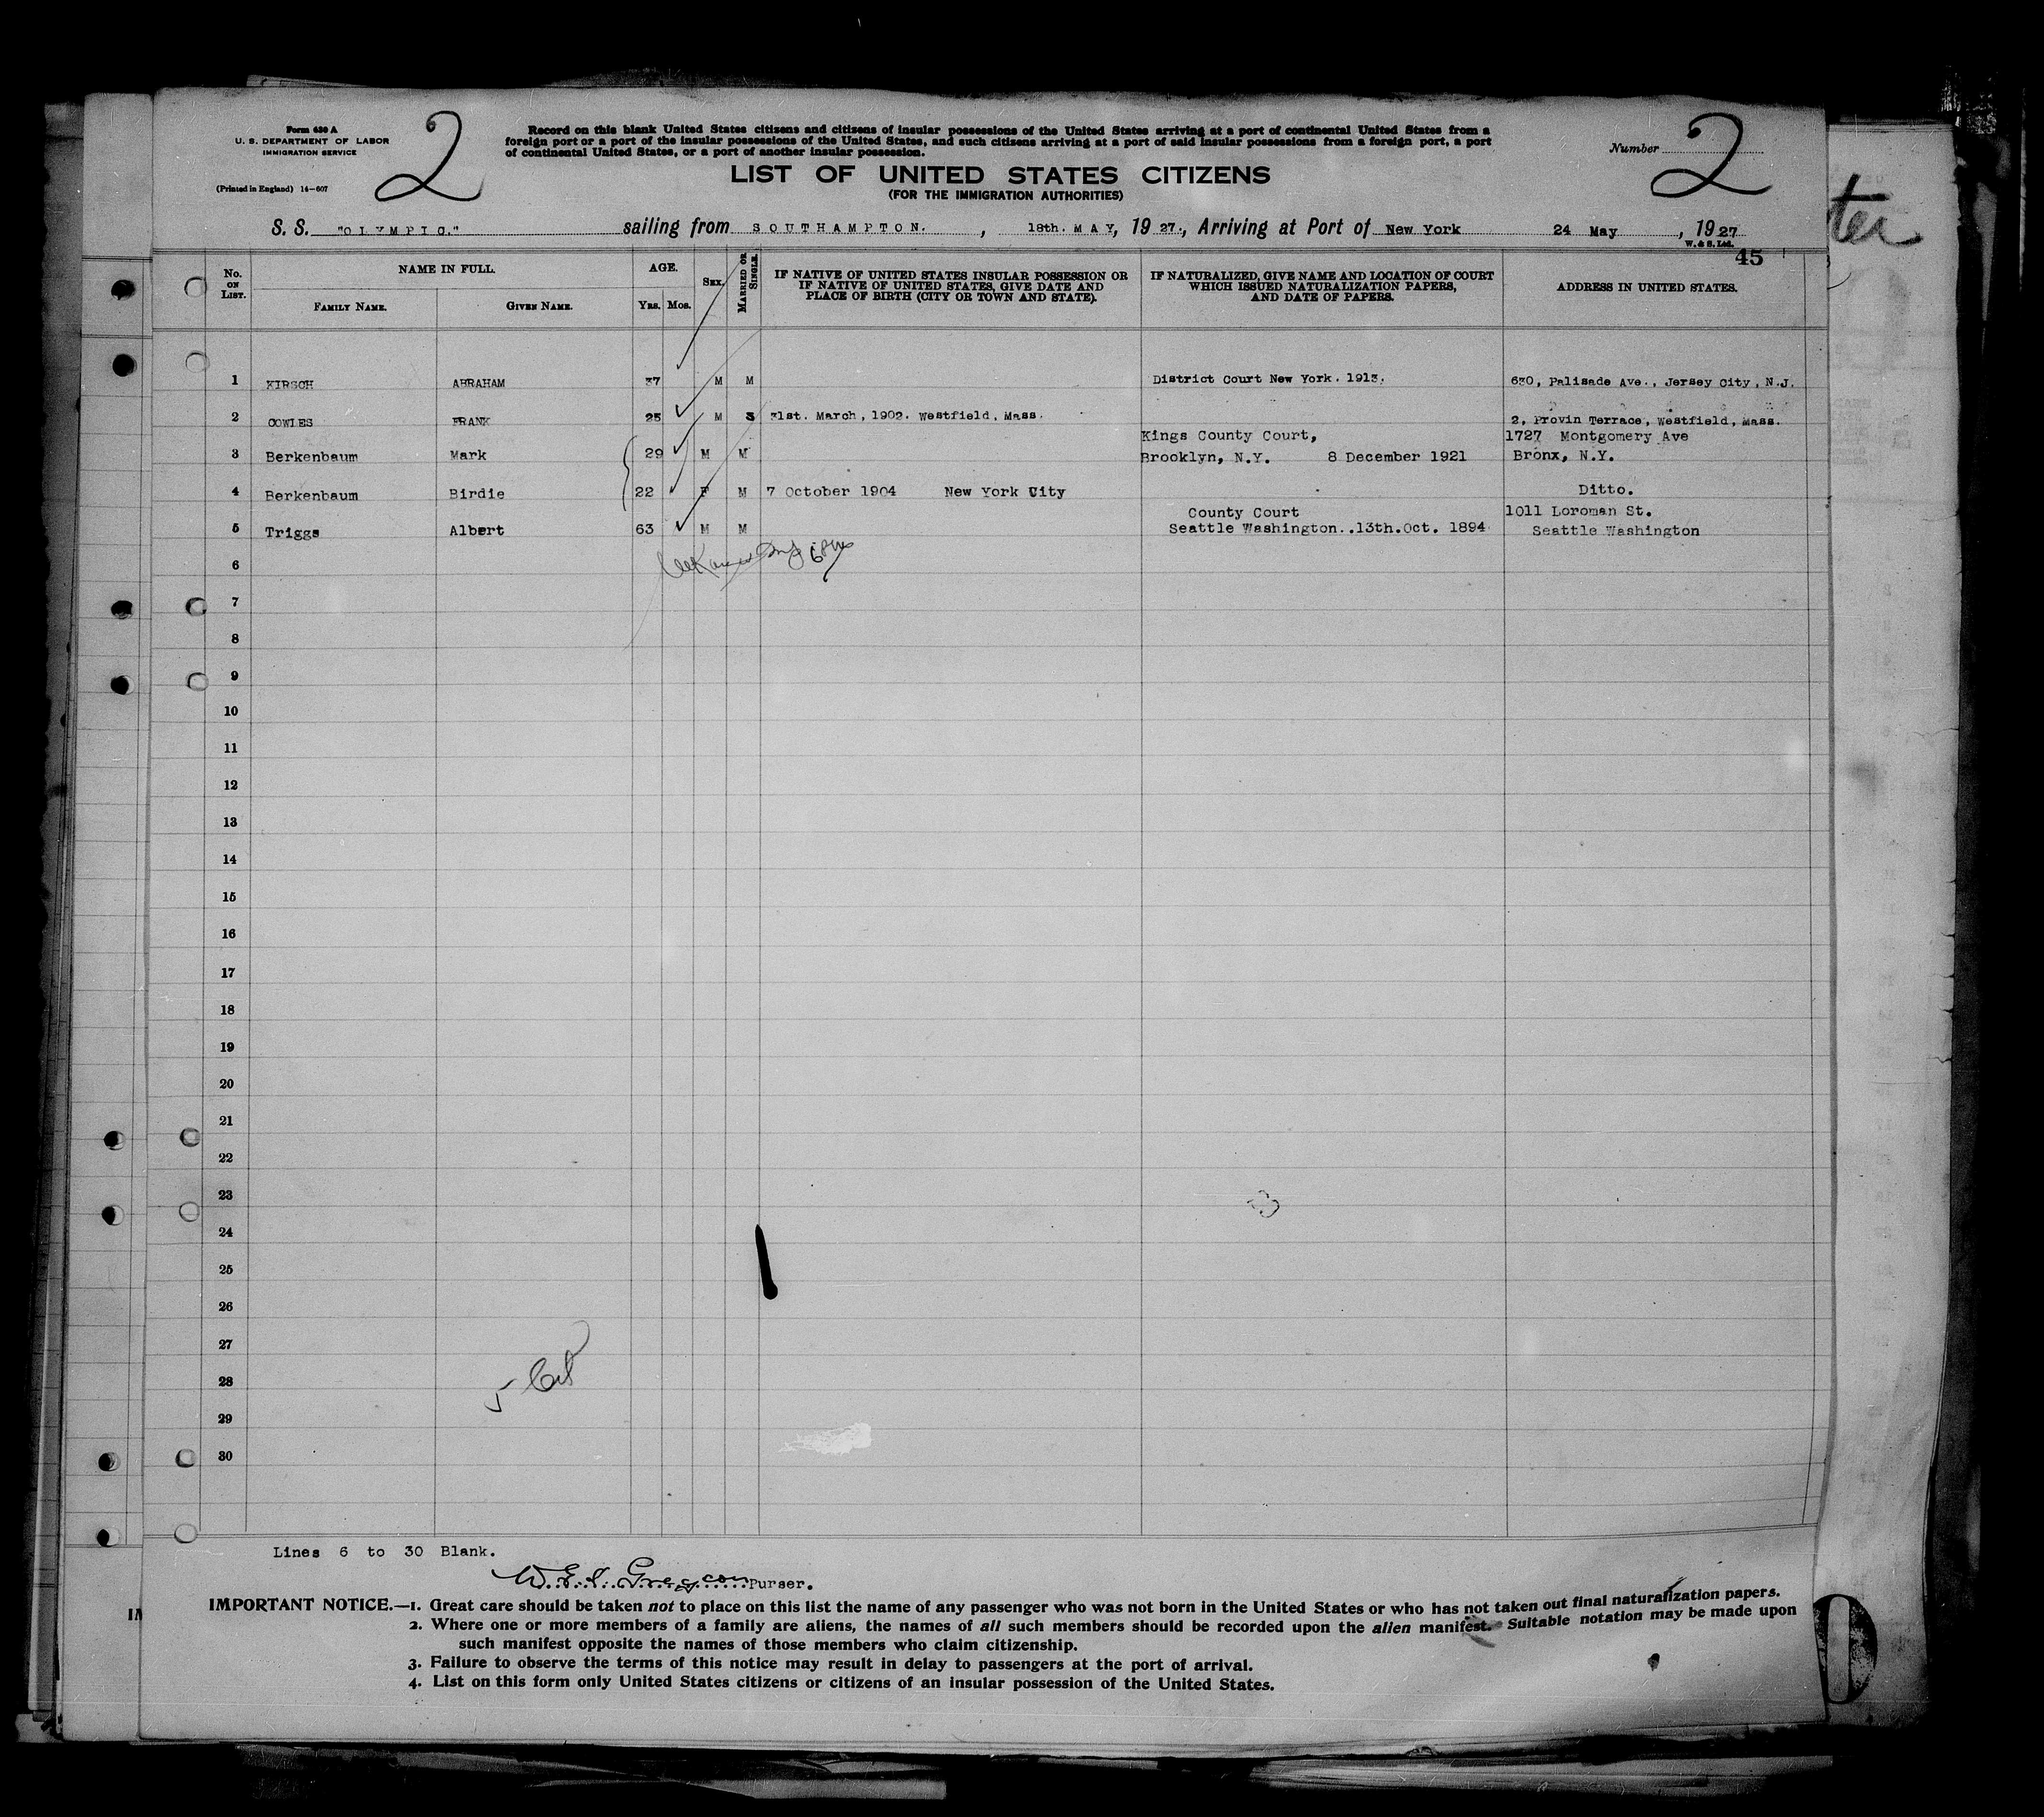 Form 630 A
U. S. DEPARTMENT OF LABOR
IMMIGRATION SERVICE
(Printed in England) 14—607
2
Record on this blank United States citizens and citizens of insular possessions of the United States arriving at a port of continental United States from a
foreign port or a port of the insular possessions of the United States, and such citizens arriving at a port of said insular possessions from a foreign port, a port
of continental United States, or a port of another insular possession.
Number 2
LIST OF UNITED STATES CITIZENS
(FOR THE IMMIGRATION AUTHORITIES)
S. S. "OLYMPIC." sailing from SOUTHAMPTON. , 18th. MAY, 19 27., Arriving at Port of New York 24 May , 1927
W. & S. Ltd.
45
No. ON LIST. NAME IN FULL. FAMILY NAME. GIVEN NAME. AGE. YRS. MOS. SEX. MARRIED OR SINGLE. IF NATIVE OF UNITED STATES INSULAR POSSESSION OR IF NATIVE OF UNITED STATES, GIVE DATE AND PLACE OF BIRTH (CITY OR TOWN AND STATE). IF NATURALIZED, GIVE NAME AND LOCATION OF COURT WHICH ISSUED NATURALIZATION PAPERS, AND DATE OF PAPERS. ADDRESS IN UNITED STATES.
1 KIRSCH ABRAHAM 37 M M District Court New York. 1913. 630, Palisade Ave., Jersey City, N.J.
2 COWLES FRANK 25 M S 31st. March, 1902. Westfield, Mass. 2, Provin Terrace, Westfield, Mass.
3 Berkenbaum Mark 29 M M Kings County Court, Brooklyn, N.Y. 8 December 1921 1727 Montgomery Ave Bronx, N.Y.
4 Berkenbaum Birdie 22 F M 7 October 1904 New York City Ditto.
5 Triggs Albert 63 M M County Court Seattle Washington..13th.Oct. 1894 1011 Loroman St. Seattle Washington
6
7
8
9
10
11
12
13
14
15
16
17
18
19
20
21
22
23
24
25
26
27
28
29
30
Lines 6 to 30 Blank.
Purser.
IMPORTANT NOTICE.—1. Great care should be taken not to place on this list the name of any passenger who was not born in the United States or who has not taken out final naturalization papers.
2. Where one or more members of a family are aliens, the names of all such members should be recorded upon the alien manifest. Suitable notation may be made upon
such manifest opposite the names of those members who claim citizenship.
3. Failure to observe the terms of this notice may result in delay to passengers at the port of arrival.
4. List on this form only United States citizens or citizens of an insular possession of the United States.